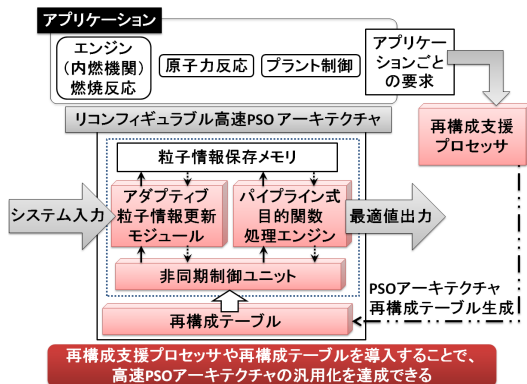 アプリケーション
エンジン
(内燃機関)
燃焼反応
原子力反応
プラント制御
アプリケー
ションごと
の要求
リコンフィギュラブル高速PSOアーキテクチャ
再構成支援
プロセッサ
粒子情報保存メモリ
システム入力
アダプティブ
粒子情報更新
モジュール
パイプライン式
目的関数
処理エンジン
最適値出力
非同期制御ユニット
PSOアーキテクチャ
再構成テーブル生成
再構成テーブル
再構成支援プロセッサや再構成テーブルを導入することで、
高速PSOアーキテクチャの汎用化を達成できる